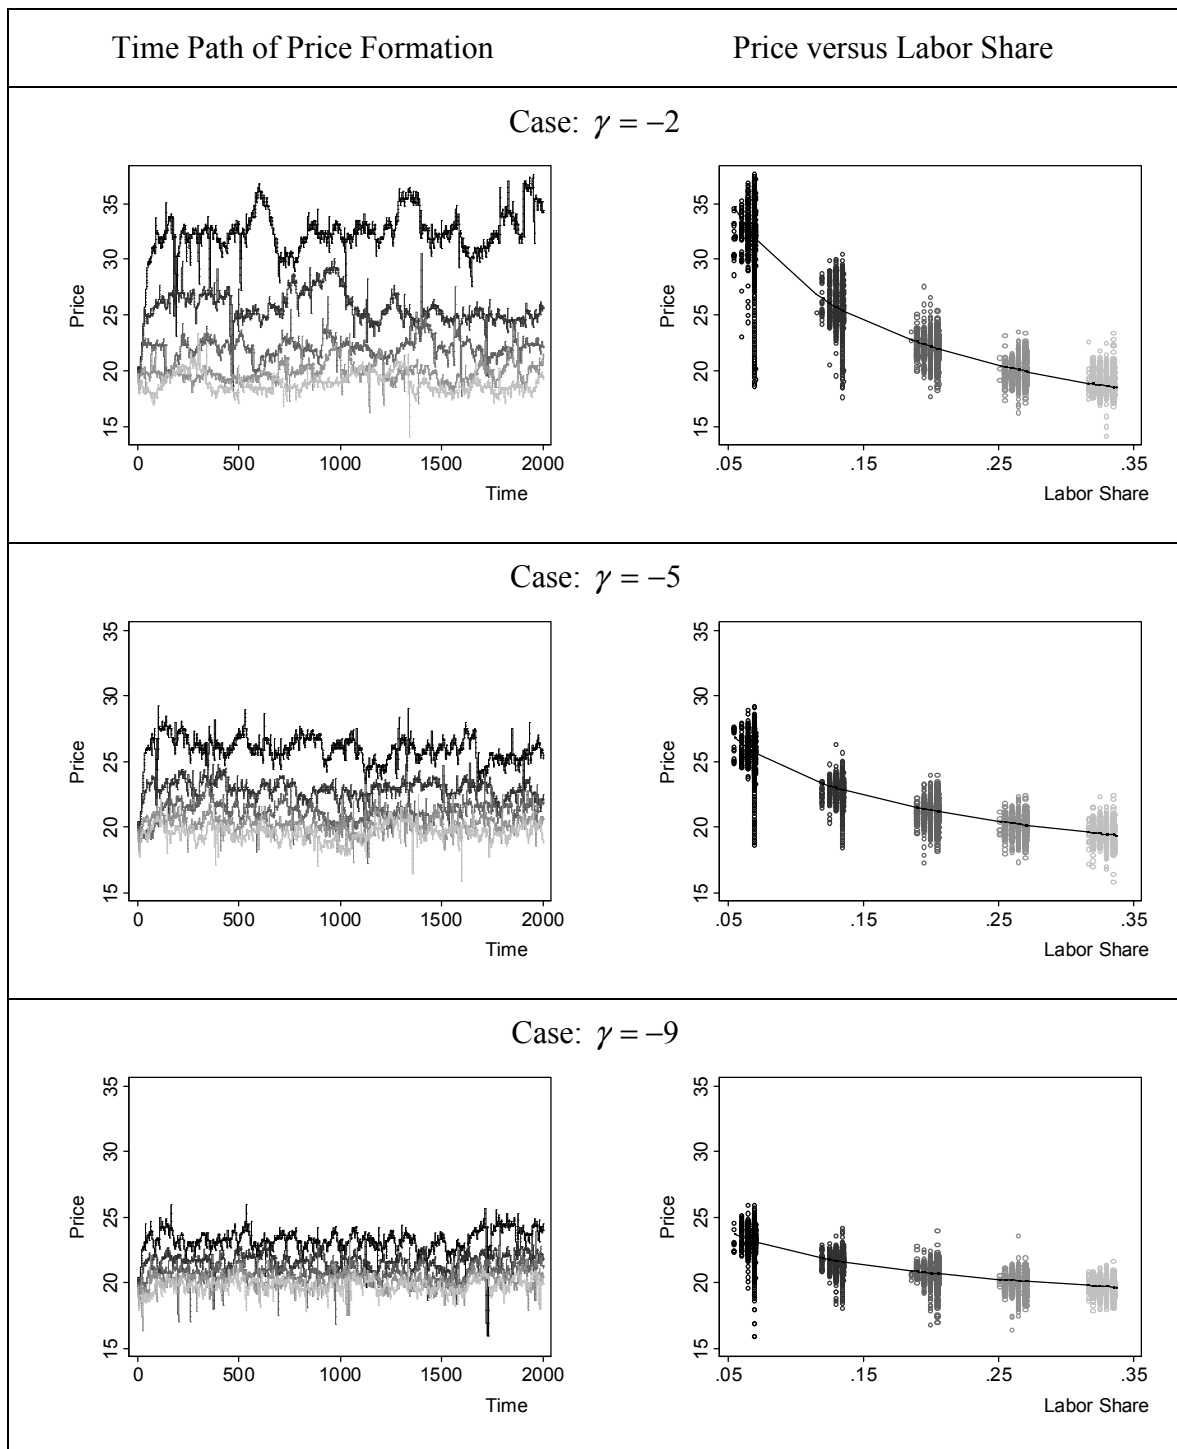 Time Path of Price Formation
Price versus Labor Share
Case: γ = −2
Price
35
30
25
20
15
0 500 1000 1500 2000
Time
Price
35
30
25
20
15
.05 .15 .25 .35
Labor Share
Case: γ = −5
Price
35
30
25
20
15
0 500 1000 1500 2000
Time
Price
35
30
25
20
15
.05 .15 .25 .35
Labor Share
Case: γ = −9
Price
35
30
25
20
15
0 500 1000 1500 2000
Time
Price
35
30
25
20
15
.05 .15 .25 .35
Labor Share